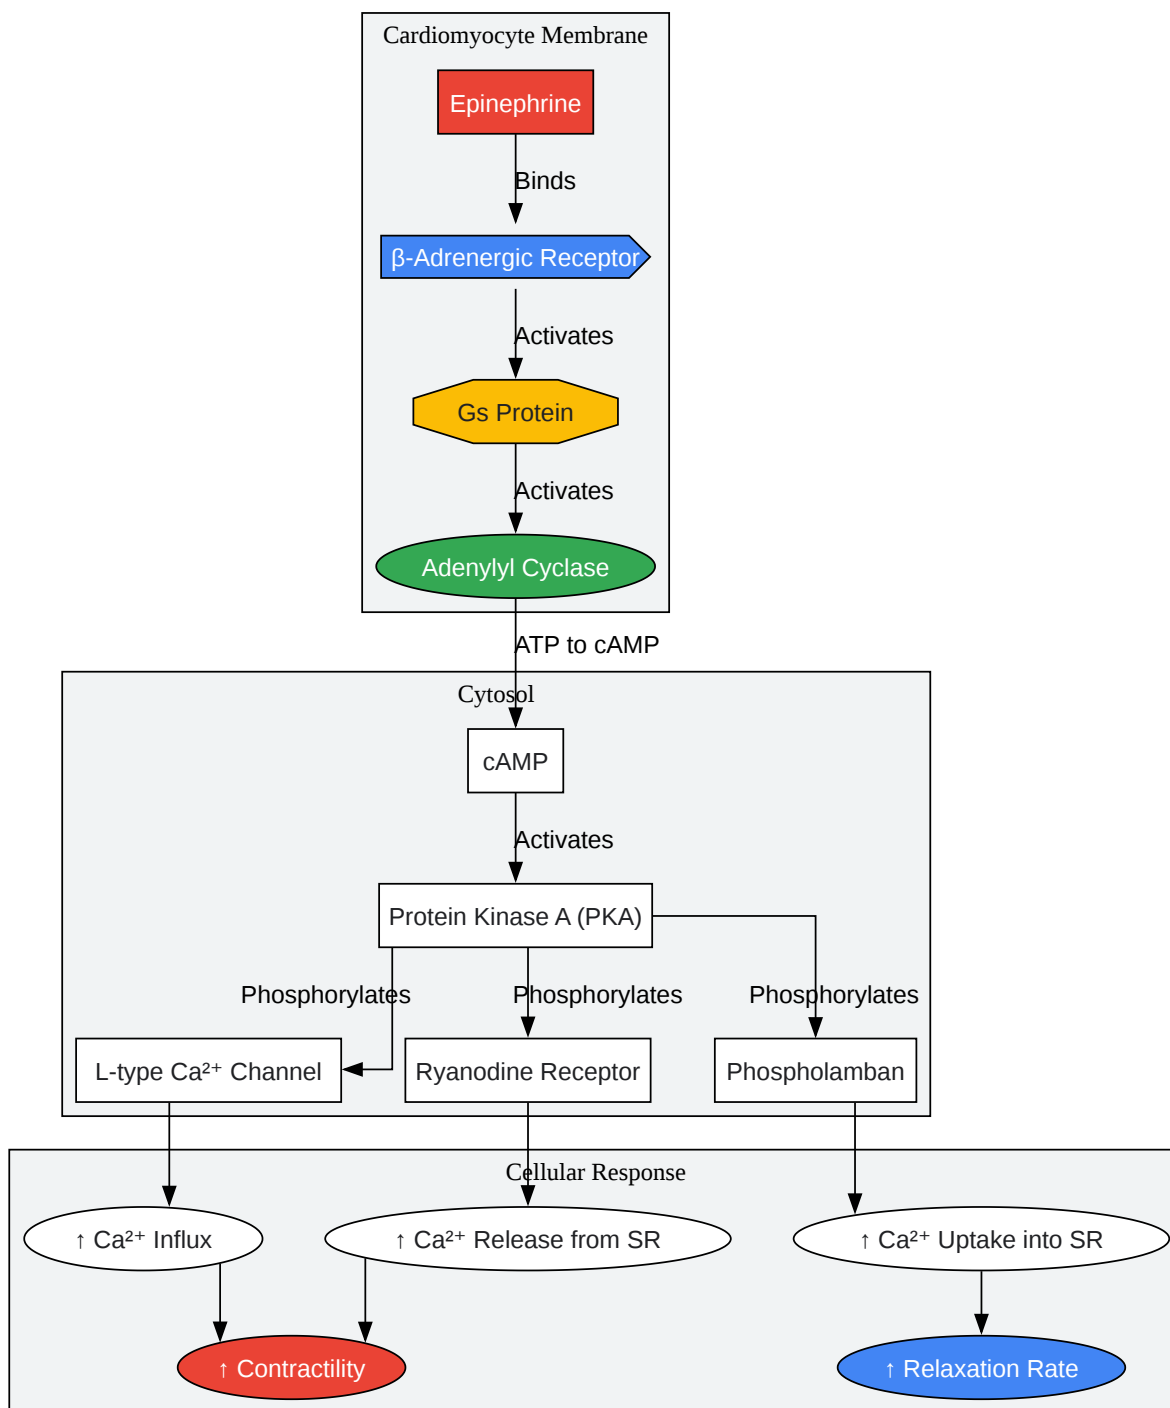 Cardiomyocyte Membrane
Epinephrine
Binds
β-Adrenergic Receptor
Activates
Gs Protein
Activates
Adenylyl Cyclase
ATP to cAMP
Cytosol
cAMP
Activates
Protein Kinase A (PKA)
Phosphorylates
Phosphorylates
Phosphorylates
L-type Ca²⁺ Channel
Ryanodine Receptor
Phospholamban
Cellular Response
↑ Ca²⁺ Influx
↑ Ca²⁺ Release from SR
↑ Ca²⁺ Uptake into SR
↑ Contractility
↑ Relaxation Rate